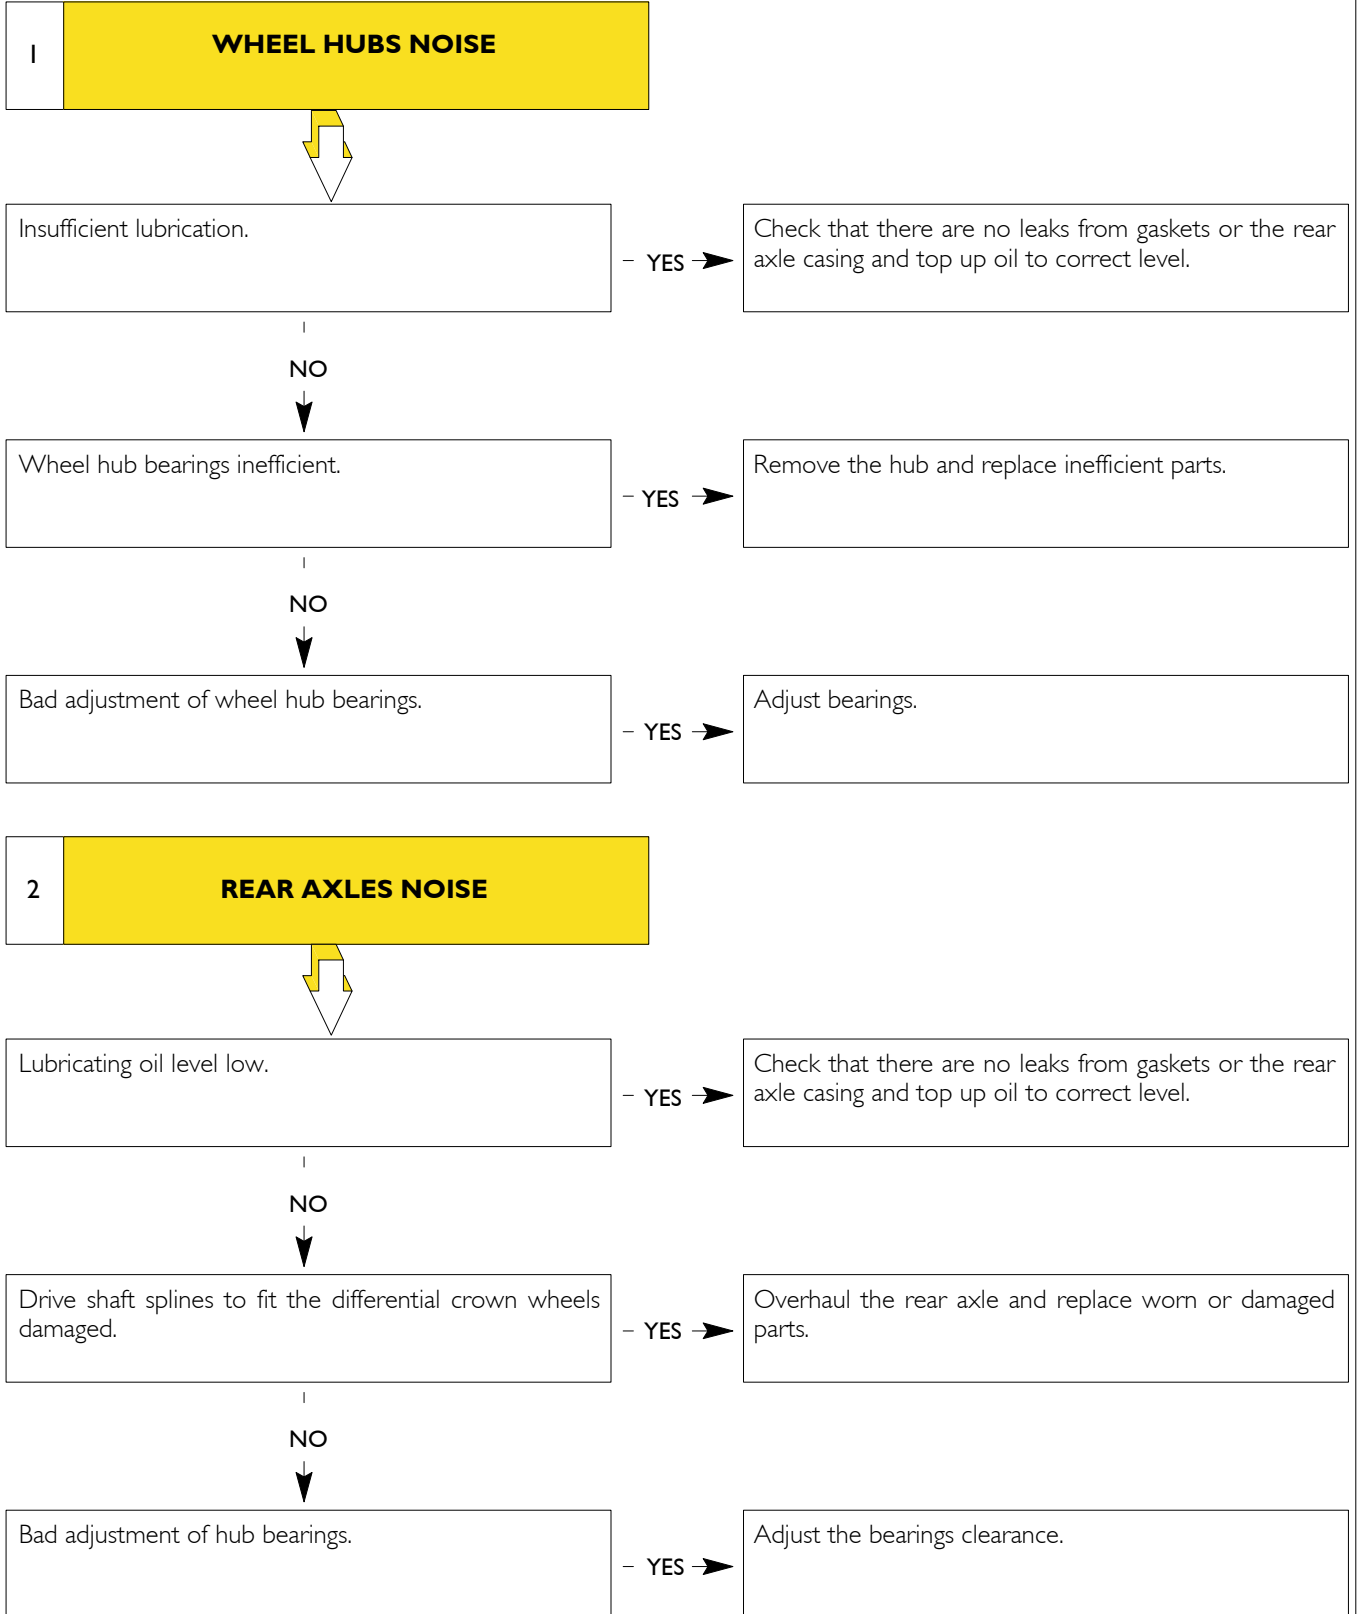 1
WHEEL HUBS NOISE
Insufficient lubrication.
YES
Check that there are no leaks from gaskets or the rear
axle casing and top up oil to correct level.
NO
Wheel hub bearings inefficient.
YES
Remove the hub and replace inefficient parts.
NO
Bad adjustment of wheel hub bearings.
YES
Adjust bearings.
2
REAR AXLES NOISE
Lubricating oil level low.
YES
Check that there are no leaks from gaskets or the rear
axle casing and top up oil to correct level.
NO
Drive shaft splines to fit the differential crown wheels
damaged.
YES
Overhaul the rear axle and replace worn or damaged
parts.
NO
Bad adjustment of hub bearings.
YES
Adjust the bearings clearance.